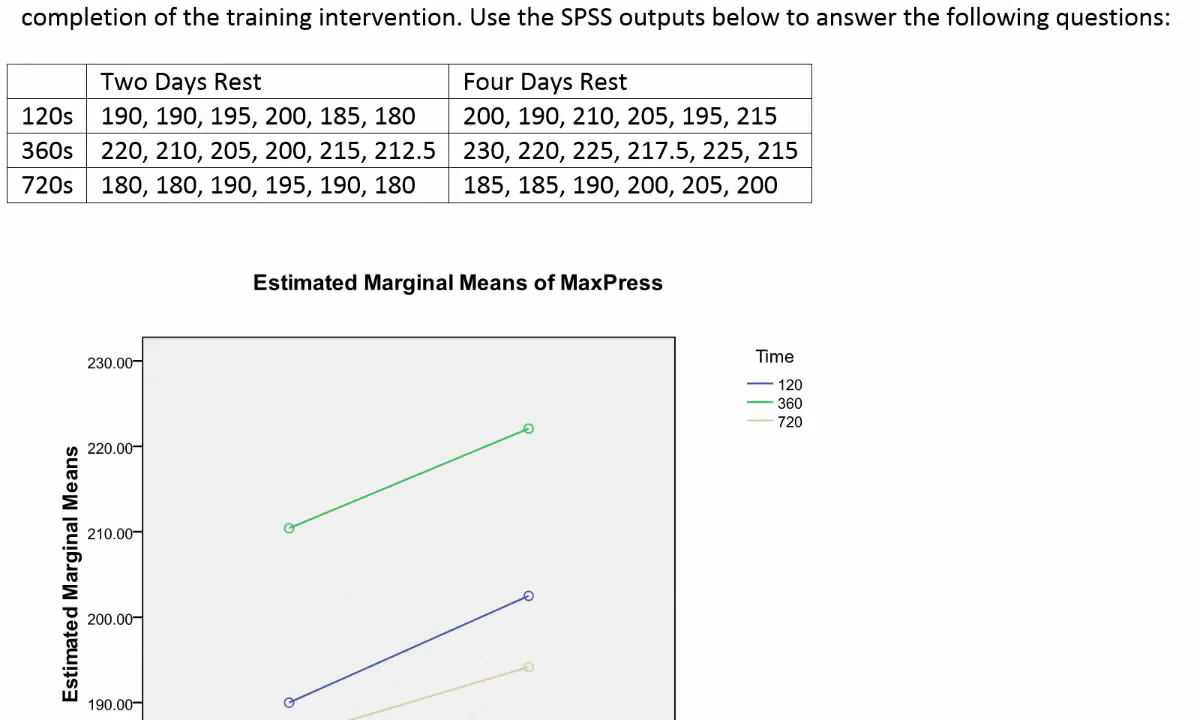 completion of the training intervention. Use the SPSS outputs below to answer the following questions:
Two Days Rest Four Days Rest
120s 190, 190, 195, 200, 185, 180 200, 190, 210, 205, 195, 215
360s 220, 210, 205, 200, 215, 212.5 230, 220, 225, 217.5, 225, 215
720s 180, 180, 190, 195, 190, 180 185, 185, 190, 200, 205, 200
Estimated Marginal Means of MaxPress
Time
120
360
720
Estimated Marginal Means
230.00
220.00
210.00
200.00
190.00